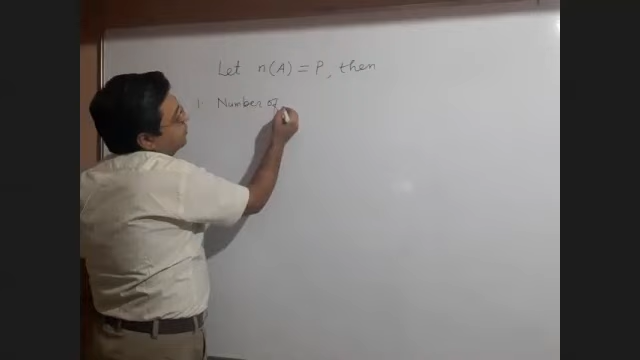 Let n(A) = P, then
1. Number of